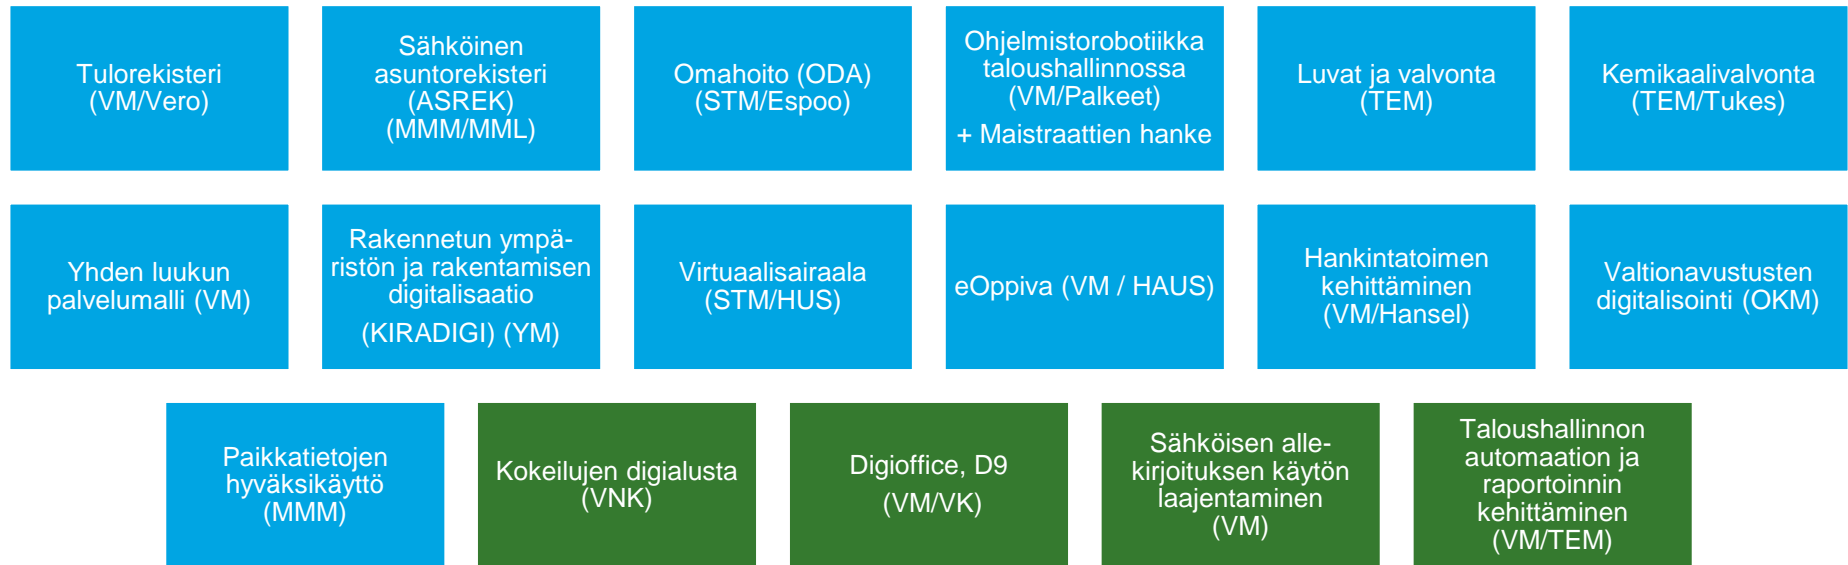 Tulorekisteri
(VM/Vero)
Sähköinen
asuntorekisteri
(ASREK)
(MMM/MML)
Omahoito (ODA)
(STM/Espoo)
Ohjelmistorobotiikka
taloushallinnossa
(VM/Palkeet)
+ Maistraattien hanke
Luvat ja valvonta
(TEM)
Kemikaalivalvonta
(TEM/Tukes)
Yhden luukun
palvelumalli (VM)
Rakennetun ympä-
ristön ja rakentamisen
digitalisaatio
(KIRADIGI) (YM)
Virtuaalisairaala
(STM/HUS)
eOppiva (VM / HAUS)
Hankintatoimen
kehittäminen
(VM/Hansel)
Valtionavustusten
digitalisointi (OKM)
Paikkatietojen
hyväksikäyttö
(MMM)
Kokeilujen digialusta
(VNK)
Digioffice, D9
(VM/VK)
Sähköisen alle-
kirjoituksen käytön
laajentaminen
(VM)
Taloushallinnon
automaation ja
raportoinnin
kehittäminen
(VM/TEM)